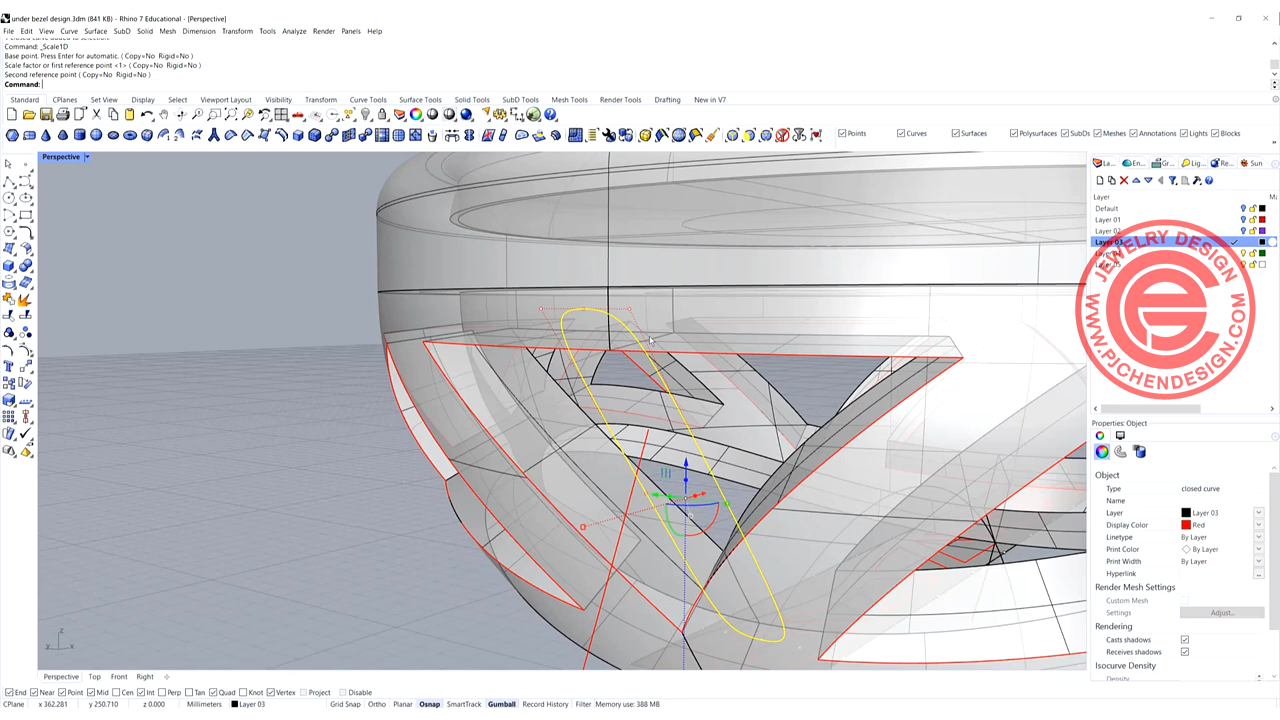 under bezel design.3dm (841 KB) - Rhino 7 Educational - [Perspective]
File Edit View Curve Surface SubD Solid Mesh Dimension Transform Tools Analyze Render Panels Help
Command: _Scale1D
Base point. Press Enter for automatic. ( Copy=No Rigid=No )
Scale factor or first reference point <1> ( Copy=No Rigid=No )
Second reference point ( Copy=No Rigid=No )
Command:
Standard CPlanes Set View Display Select Viewport Layout Visibility Transform Curve Tools Surface Tools Solid Tools SubD Tools Mesh Tools Render Tools Drafting New in V7
Points Curves Surfaces Polysurfaces SubDs Meshes Annotations Lights Blocks
Perspective
La... En... Gr... Lig... Re... Sun
Layer
Default
Layer 01
Layer 02
Layer 03
JEWELRY DESIGN
WWW.PJCHENDESIGN.COM
Properties: Object
Object
Type closed curve
Name
Layer Layer 03
Display Color Red
Linetype By Layer
Print Color By Layer
Print Width By Layer
Hyperlink
Render Mesh Settings
Custom Mesh
Settings Adjust...
Rendering
Casts shadows
Receives shadows
Isocurve Density
Density
z
y x
Perspective Top Front Right
End Near Point Mid Cen Int Perp Tan Quad Knot Vertex Project Disable
CPlane x 362.281 y 250.710 z 0.000 Millimeters Layer 03 Grid Snap Ortho Planar Osnap SmartTrack Gumball Record History Filter Memory use: 388 MB